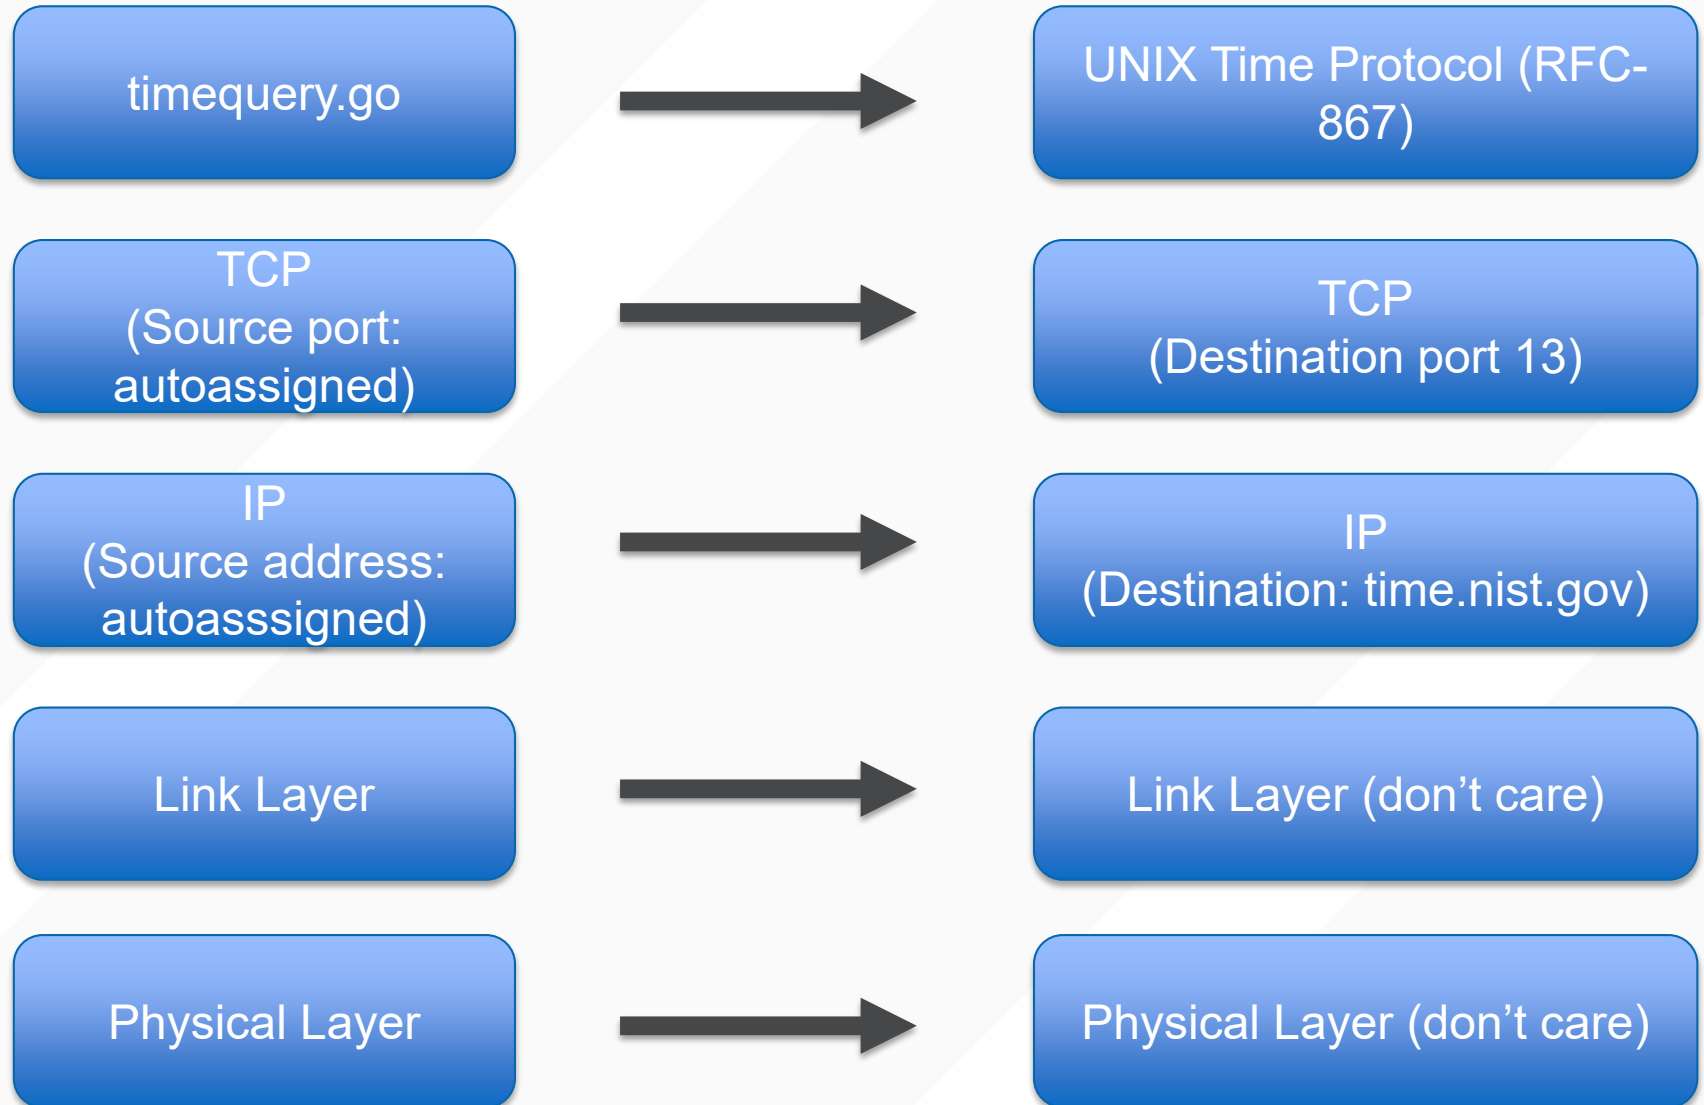 timequery.go
UNIX Time Protocol (RFC-
867)
TCP
(Source port:
autoassigned)
TCP
(Destination port 13)
IP
(Source address:
autoasssigned)
IP
(Destination: time.nist.gov)
Link Layer
Link Layer (don’t care)
Physical Layer
Physical Layer (don’t care)